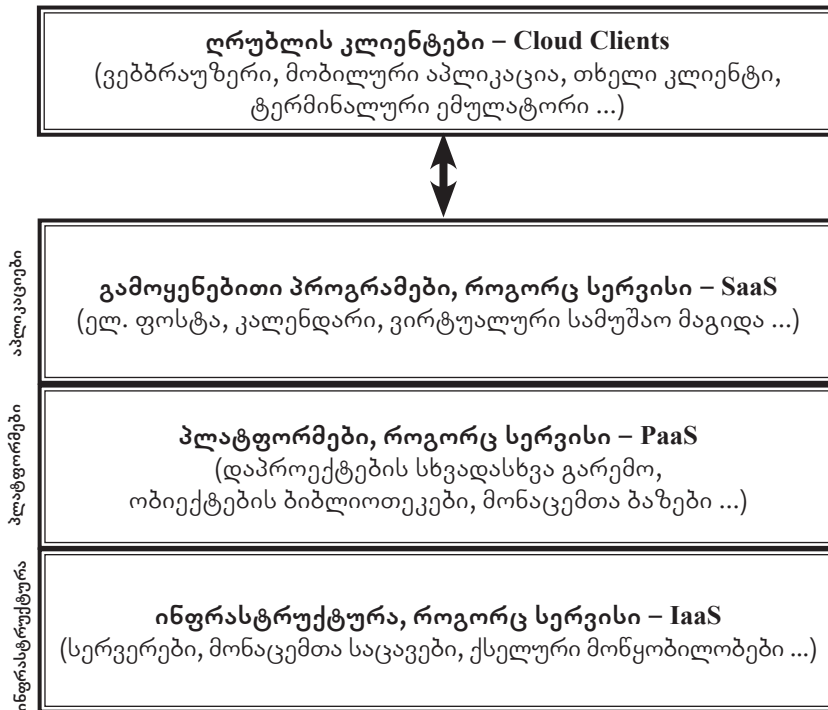 ღრუბლის კლიენტები – Cloud Clients
(ვებბრაუზერი, მობილური აპლიკაცია, თხელი კლიენტი,
ტერმინალური ემულატორი ...)
აპლიკაციები
გამოყენებითი პროგრამები, როგორც სერვისი – SaaS
(ელ. ფოსტა, კალენდარი, ვირტუალური სამუშაო მაგიდა ...)
პლატფორმები
პლატფორმები, როგორც სერვისი – PaaS
(დაპროექტების სხვადასხვა გარემო,
ობიექტების ბიბლიოთეკები, მონაცემთა ბაზები ...)
ინფრასტრუქტურა
ინფრასტრუქტურა, როგორც სერვისი – IaaS
(სერვერები, მონაცემთა საცავები, ქსელური მოწყობილობები ...)